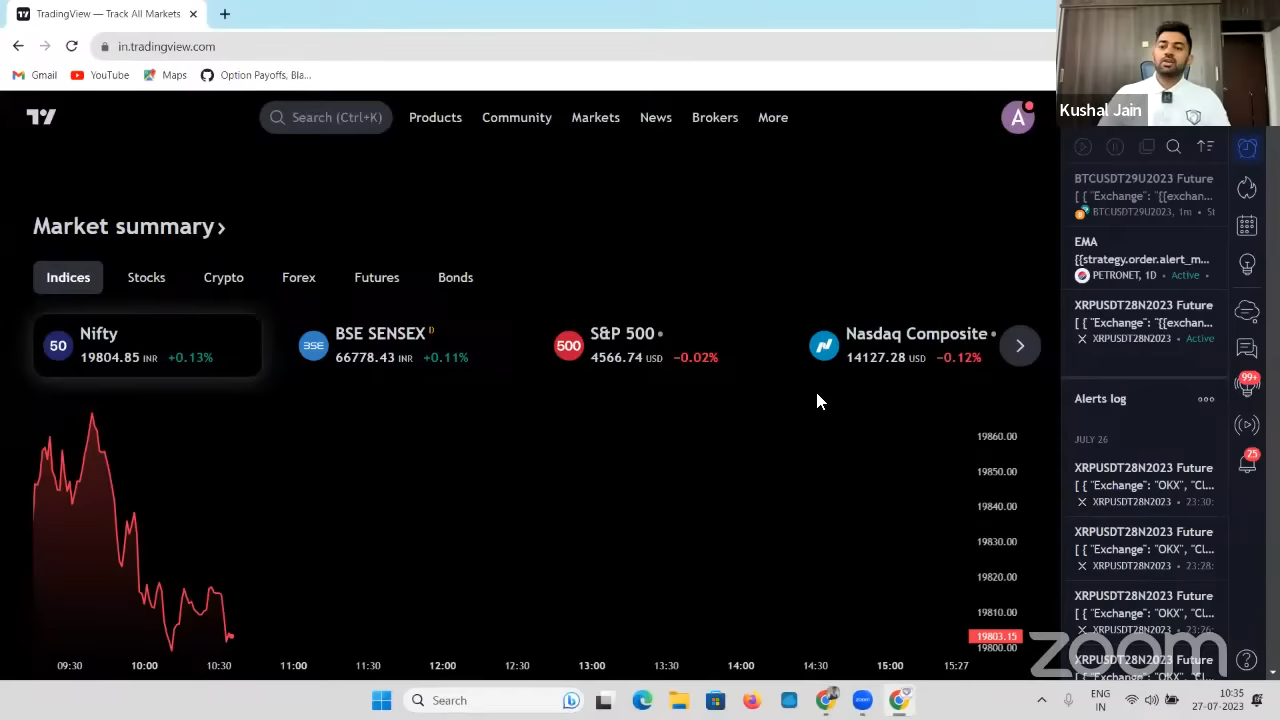 TradingView — Track All Markets
in.tradingview.com
Gmail
YouTube
Maps
Option Payoffs, Bla...
Search (Ctrl+K)
Products
Community
Markets
News
Brokers
More
A
Kushal Jain
Market summary
Indices
Stocks
Crypto
Forex
Futures
Bonds
50
Nifty
19804.85 INR +0.13%
BSE
BSE SENSEX D
66778.43 INR +0.11%
500
S&P 500
4566.74 USD −0.02%
Nasdaq Composite
14127.28 USD −0.12%
19860.00
19850.00
19840.00
19830.00
19820.00
19810.00
19803.15
19800.00
09:30
10:00
10:30
11:00
11:30
12:00
12:30
13:00
13:30
14:00
14:30
15:00
15:27
BTCUSDT29U2023 Future
[ { "Exchange": "{{exchan...
BTCUSDT29U2023, 1m • St
EMA
{{strategy.order.alert_m...
PETRONET, 1D • Active •
XRPUSDT28N2023 Future
[ { "Exchange": "{{exchan...
XRPUSDT28N2023 • Active
Alerts log
JULY 26
XRPUSDT28N2023 Future
[ { "Exchange": "OKX", "Cl...
XRPUSDT28N2023 • 23:30:
XRPUSDT28N2023 Future
[ { "Exchange": "OKX", "Cl...
XRPUSDT28N2023 • 23:28:
XRPUSDT28N2023 Future
[ { "Exchange": "OKX", "Cl...
XRPUSDT28N2023 • 23:26:
XRPUSDT28N2023 Future
99+
25
zoom
Search
ENG
IN
10:35
27-07-2023